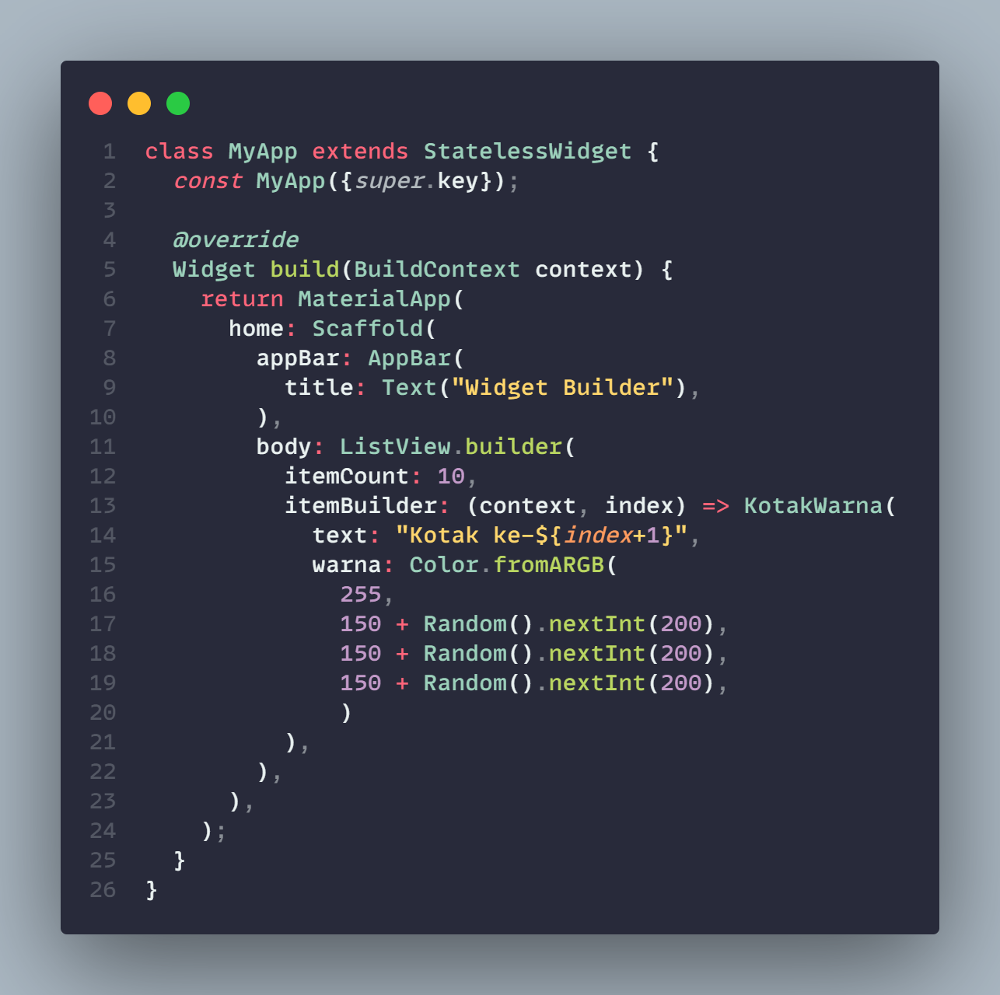 1 class MyApp extends StatelessWidget {
2   const MyApp({super.key});
3
4   @override
5   Widget build(BuildContext context) {
6     return MaterialApp(
7       home: Scaffold(
8         appBar: AppBar(
9           title: Text("Widget Builder"),
10         ),
11         body: ListView.builder(
12           itemCount: 10,
13           itemBuilder: (context, index) => KotakWarna(
14             text: "Kotak ke-${index+1}",
15             warna: Color.fromARGB(
16               255,
17               150 + Random().nextInt(200),
18               150 + Random().nextInt(200),
19               150 + Random().nextInt(200),
20               )
21           ),
22         ),
23       ),
24     );
25   }
26 }